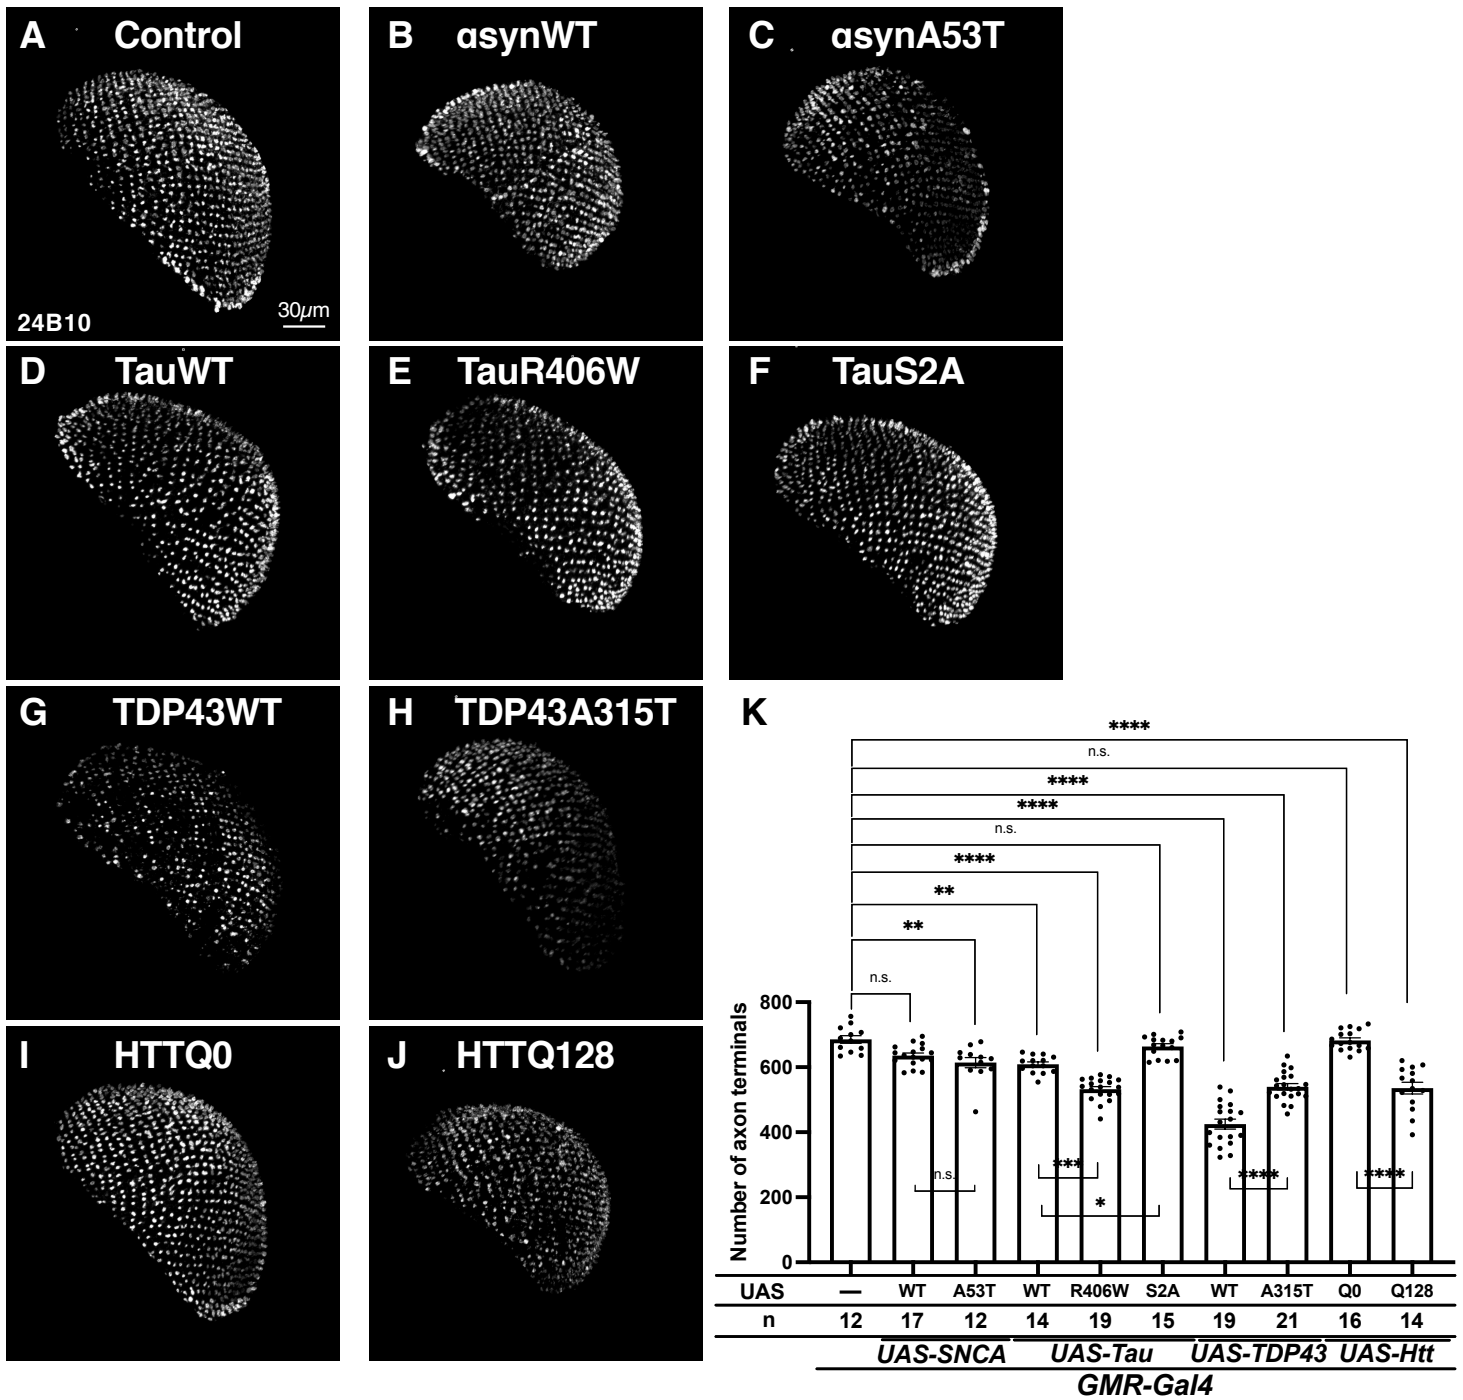 A Control
B αsynWT
C αsynA53T
24B10
30μm
D TauWT
E TauR406W
F TauS2A
G TDP43WT
H TDP43A315T
I HTTQ0
J HTTQ128
K
****
n.s.
****
****
n.s.
****
**
**
n.s.
Number of axon terminals
800
600
400
200
0
n.s.
***
*
****
****
UAS — WT A53T WT R406W S2A WT A315T Q0 Q128
n 12 17 12 14 19 15 19 21 16 14
UAS-SNCA UAS-Tau UAS-TDP43 UAS-Htt
GMR-Gal4